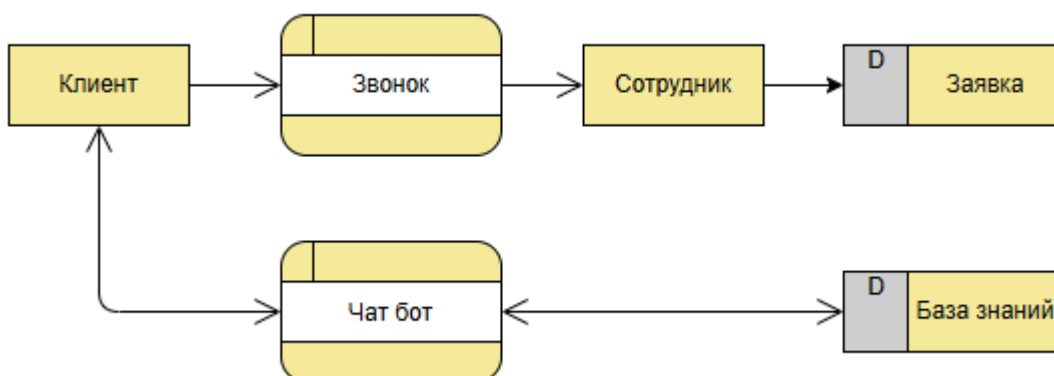 Клиент
Звонок
Сотрудник
D
Заявка
Чат бот
D
База знаний